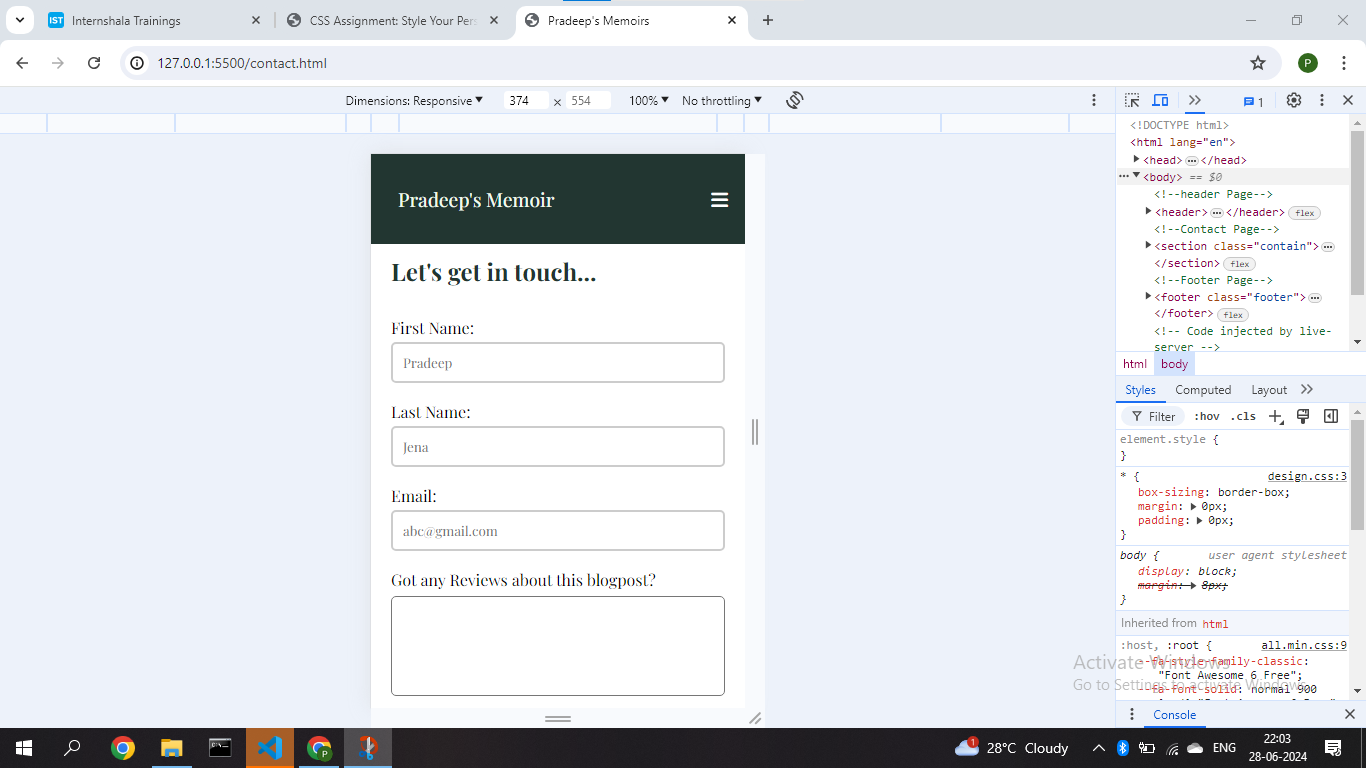 Internshala Trainings
CSS Assignment: Style Your Pers
Pradeep's Memoirs
127.0.0.1:5500/contact.html
P
Dimensions: Responsive
374
×
554
100%
No throttling
1
Pradeep's Memoir
Let's get in touch...
First Name:
Pradeep
Last Name:
Jena
Email:
abc@gmail.com
Got any Reviews about this blogpost?
<!DOCTYPE html>
<html lang="en">
<head> ⋯ </head>
<body> == $0
<!--header Page-->
<header> ⋯ </header> flex
<!--Contact Page-->
<section class="contain"> ⋯
</section> flex
<!--Footer Page-->
<footer class="footer"> ⋯
</footer> flex
<!-- Code injected by live-
server -->
html body
Styles Computed Layout
Filter :hov .cls
element.style {
}
* { design.css:3
box-sizing: border-box;
margin: 0px;
padding: 0px;
}
body { user agent stylesheet
display: block;
margin: 8px;
}
Inherited from html
:host, :root { all.min.css:9
--fa-style-family-classic:
"Font Awesome 6 Free";
--fa-font-solid: normal 900
Activate Windows
Go to Settings to activate Windows.
Console
IST
1
28°C Cloudy
ENG
22:03
28-06-2024